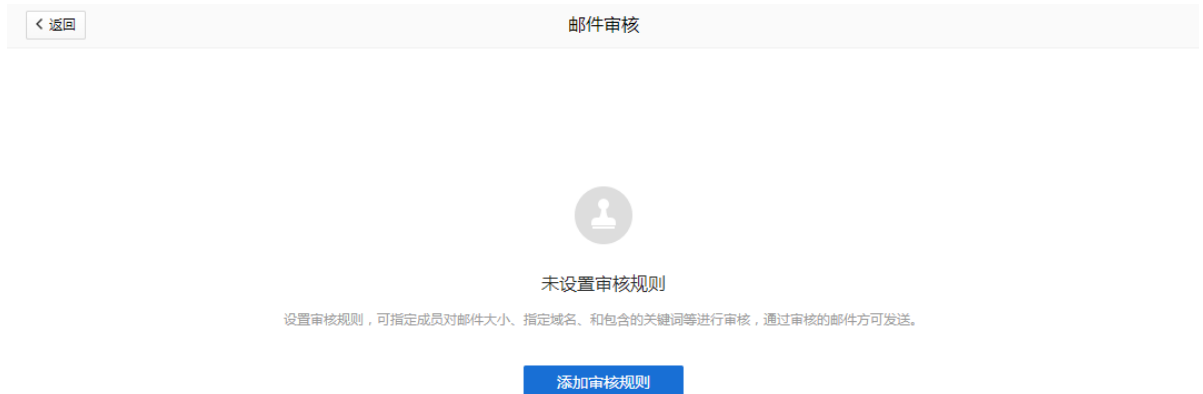 返回
邮件审核
未设置审核规则
设置审核规则，可指定成员对邮件大小、指定域名、和包含的关键词等进行审核，通过审核的邮件方可发送。
添加审核规则